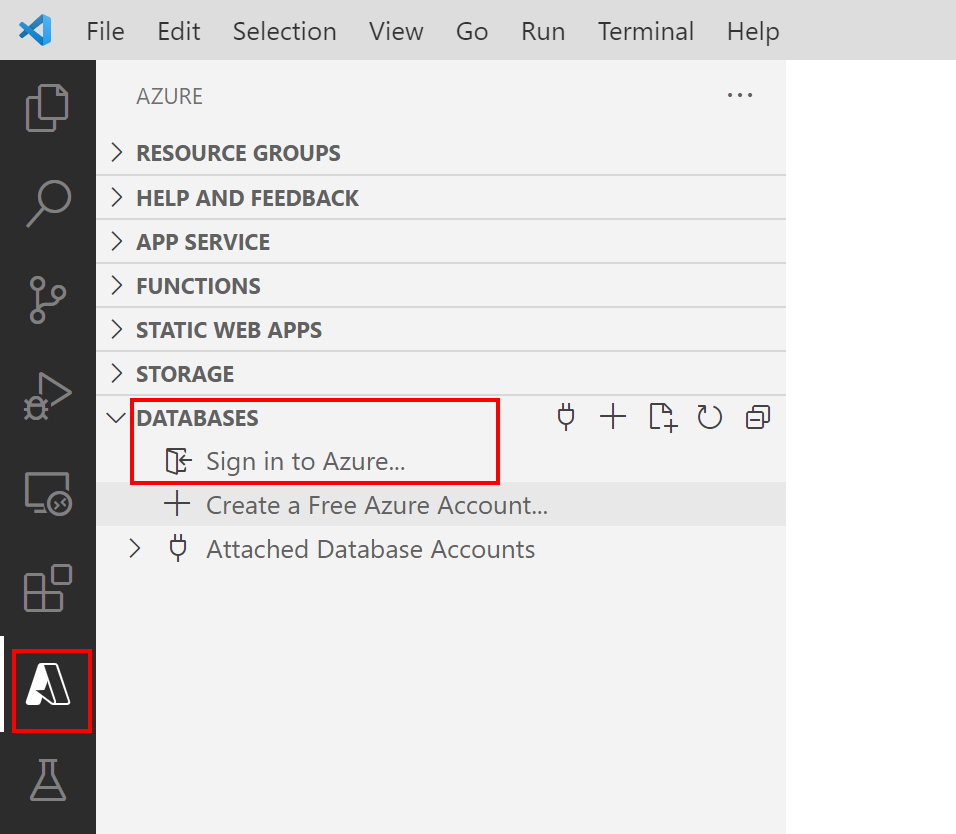 File Edit Selection View Go Run Terminal Help
AZURE
RESOURCE GROUPS
HELP AND FEEDBACK
APP SERVICE
FUNCTIONS
STATIC WEB APPS
STORAGE
DATABASES
Sign in to Azure...
Create a Free Azure Account...
Attached Database Accounts